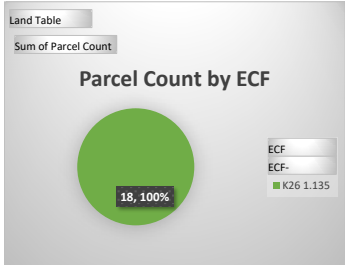 Land Table
Sum of Parcel Count
Parcel Count by ECF
18, 100%
ECF
ECF-
K26 1.135